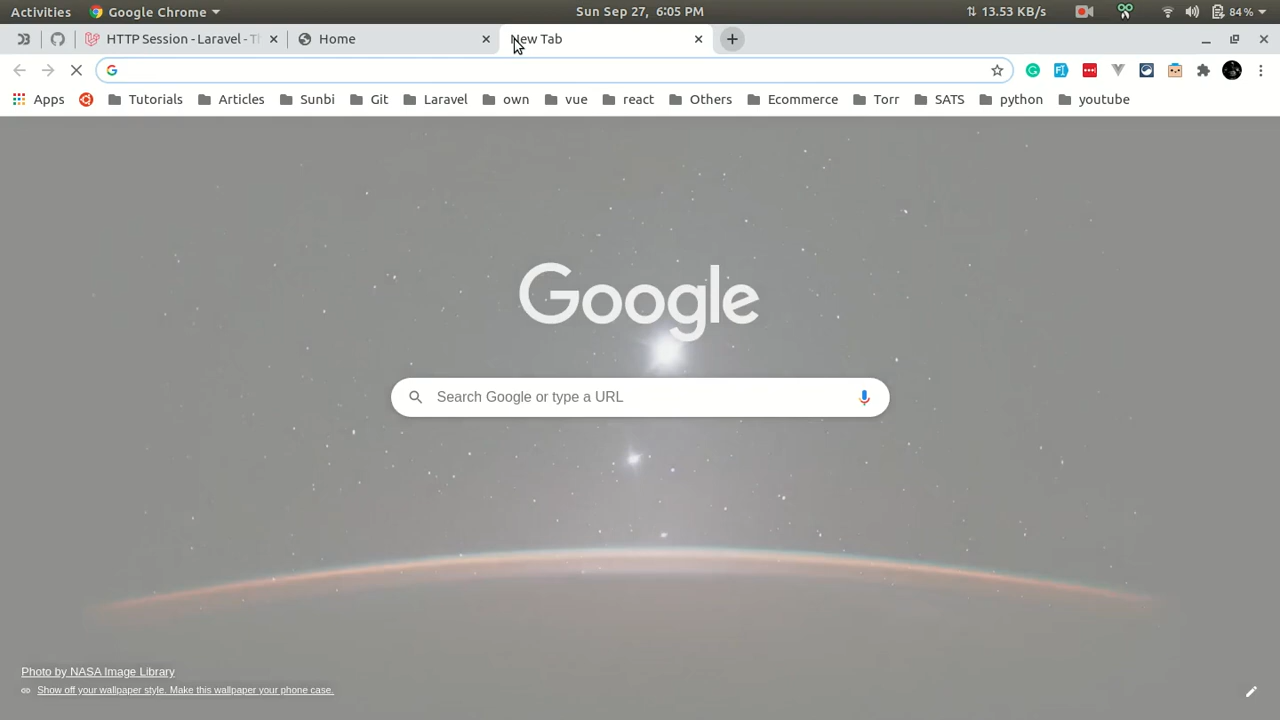 Activities Google Chrome Sun Sep 27, 6:05 PM 13.53 KB/s 84 %
HTTP Session - Laravel - Th Home New Tab
Apps Tutorials Articles Sunbi Git Laravel own vue react Others Ecommerce Torr SATS python youtube
Google
Search Google or type a URL
Photo by NASA Image Library
Show off your wallpaper style. Make this wallpaper your phone case.